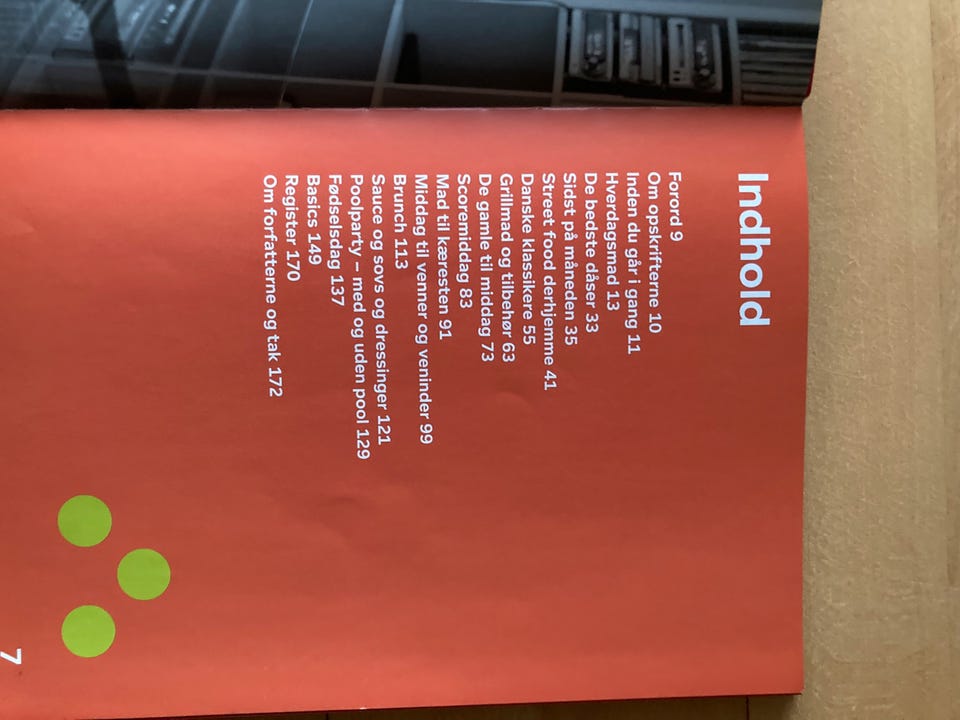 Indhold
Forord 9
Om opskrifterne 10
Inden du går i gang 11
Hverdagsmad 13
De bedste dåser 33
Sidst på måneden 35
Street food derhjemme 41
Danske klassikere 55
Grillmad og tilbehør 63
De gamle til middag 73
Scoremiddag 83
Mad til kæresten 91
Middag til venner og veninder 99
Brunch 113
Sauce og sovs og dressinger 121
Poolparty – med og uden pool 129
Fødselsdag 137
Basics 149
Register 170
Om forfatterne og tak 172
7